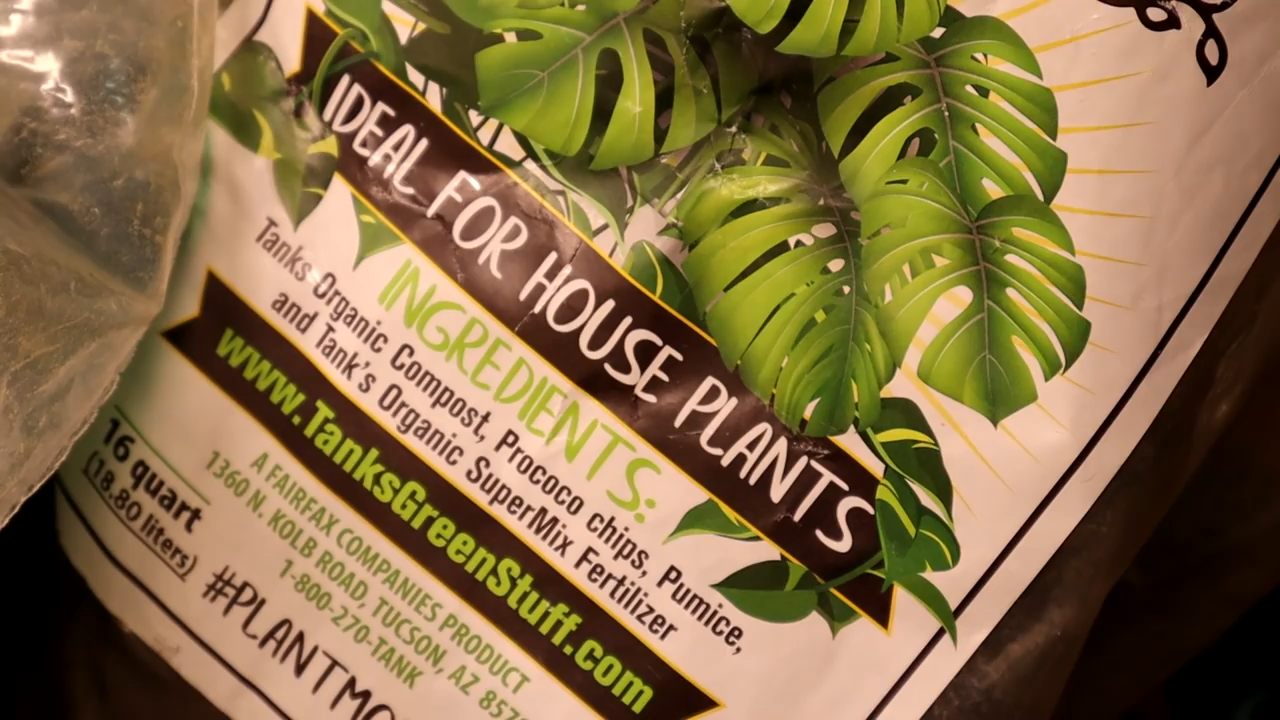 IDEAL FOR HOUSE PLANTS
INGREDIENTS:
Tanks Organic Compost, Prococo chips, Pumice,
and Tank's Organic SuperMix Fertilizer
www.TanksGreenStuff.com
16 quart
(18.80 liters)
A FAIRFAX COMPANIES PRODUCT
1360 N. KOLB ROAD, TUCSON, AZ 857
1-800-270-TANK
#PLANTMO